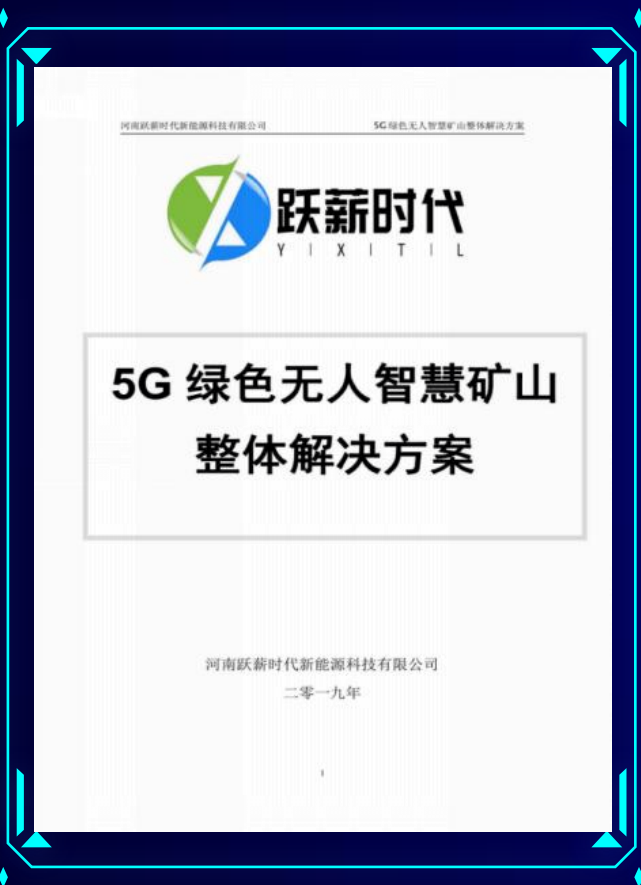 河南跃薪时代新能源科技有限公司 5G绿色无人智慧矿山整体解决方案
跃薪时代
YIXITIL
5G 绿色无人智慧矿山
整体解决方案
河南跃薪时代新能源科技有限公司
二零一九年
1